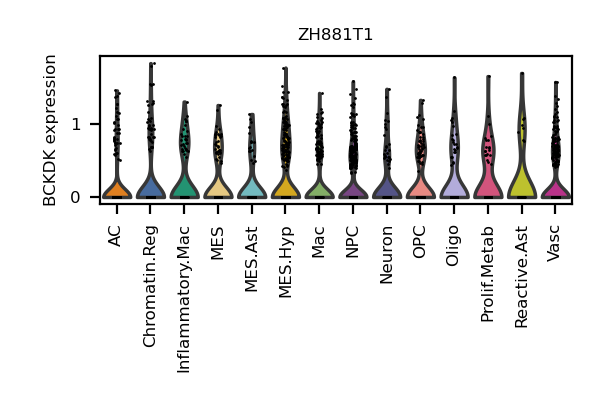 ZH881T1
BCKDK expression
1
0
AC
Chromatin.Reg
Inflammatory.Mac
MES
MES.Ast
MES.Hyp
Mac
NPC
Neuron
OPC
Oligo
Prolif.Metab
Reactive.Ast
Vasc